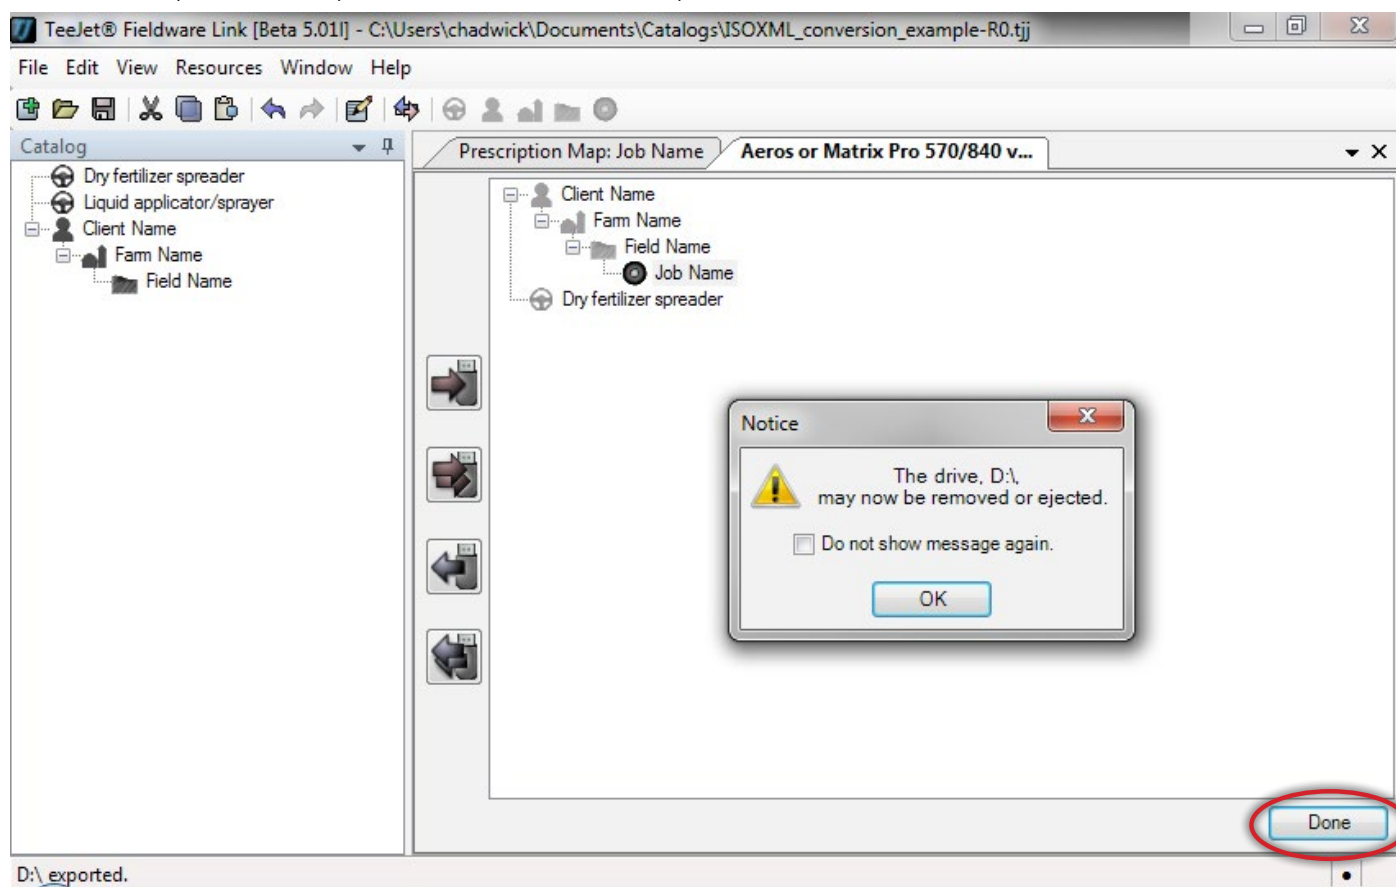 TeeJet® Fieldware Link [Beta 5.01l] - C:\Users\chadwick\Documents\Catalogs\ISOXML_conversion_example-R0.tjj
File Edit View Resources Window Help
Catalog
Dry fertilizer spreader
Liquid applicator/sprayer
Client Name
Farm Name
Field Name
Prescription Map: Job Name
Aeros or Matrix Pro 570/840 v...
Client Name
Farm Name
Field Name
Job Name
Dry fertilizer spreader
Notice
The drive, D:\,
may now be removed or ejected.
Do not show message again.
OK
Done
D:\ exported.